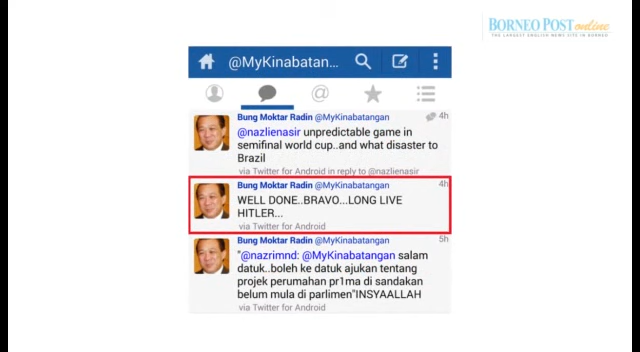 BORNEO POST online
THE LARGEST ENGLISH NEWS SITE IN BORNEO
@MyKinabatan...
@
Bung Moktar Radin @MyKinabatangan 4h
@nazlienasir unpredictable game in
semifinal world cup..and what disaster to
Brazil
via Twitter for Android in reply to @nazlienasir
Bung Moktar Radin @MyKinabatangan 4h
WELL DONE..BRAVO...LONG LIVE
HITLER...
via Twitter for Android
Bung Moktar Radin @MyKinabatangan 5h
"@nazrimnd: @MyKinabatangan salam
datuk..boleh ke datuk ajukan tentang
projek perumahan pr1ma di sandakan
belum mula di parlimen"INSYAALLAH
via Twitter for Android